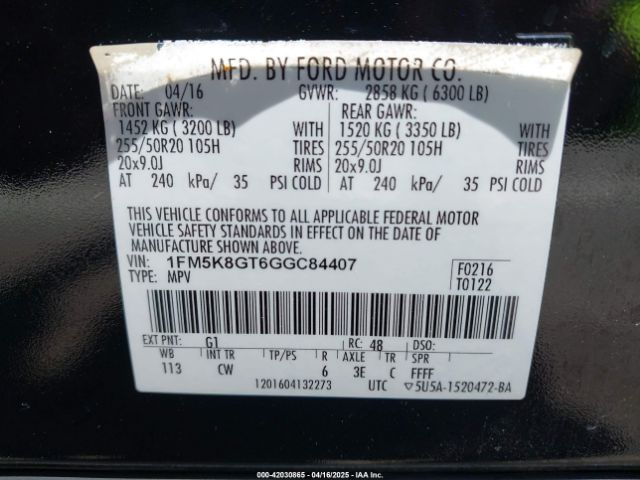 MFD. BY FORD MOTOR CO.
DATE: 04/16 GVWR: 2858 KG ( 6300 LB)
FRONT GAWR: REAR GAWR:
1452 KG ( 3200 LB) WITH 1520 KG ( 3350 LB) WITH
255/50R20 105H TIRES 255/50R20 105H TIRES
20x9.0J RIMS 20x9.0J RIMS
AT 240 kPa/ 35 PSI COLD AT 240 kPa/ 35 PSI COLD
THIS VEHICLE CONFORMS TO ALL APPLICABLE FEDERAL MOTOR
VEHICLE SAFETY STANDARDS IN EFFECT ON THE DATE OF
MANUFACTURE SHOWN ABOVE.
VIN: 1FM5K8GT6GGC84407 F0216
TYPE: MPV T0122
EXT PNT: G1 RC: 48 DSO:
WB INT TR TP/PS R AXLE TR SPR
113 CW 6 3E C FFFF
1201604132273 UTC ▽5U5A-1520472-BA
000-42030865 - 04/16/2025 - IAA Inc.